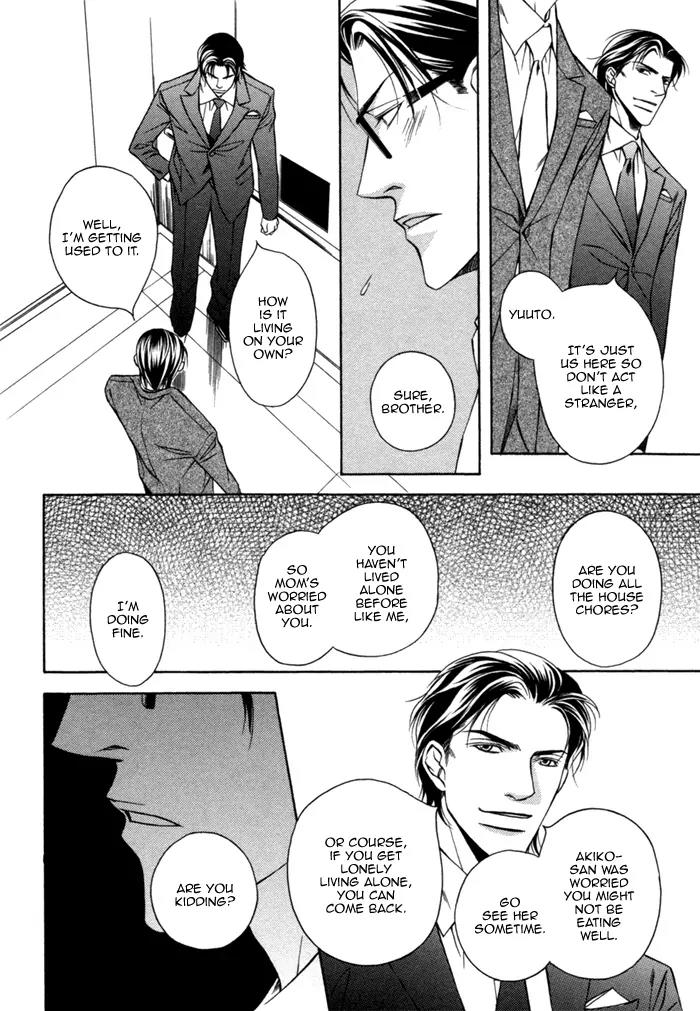 YUUTO.
IT'S JUST
US HERE SO
DON'T ACT
LIKE A
STRANGER,
SURE,
BROTHER.
HOW
IS IT
LIVING
ON YOUR
OWN?
WELL,
I'M GETTING
USED TO IT.
ARE YOU
DOING ALL
THE HOUSE
CHORES?
YOU
HAVEN'T
LIVED
ALONE
BEFORE
LIKE ME,
SO
MOM'S
WORRIED
ABOUT
YOU.
I'M
DOING
FINE.
AKIKO-
SAN WAS
WORRIED
YOU MIGHT
NOT BE
EATING
WELL.
GO
SEE HER
SOMETIME.
OR COURSE,
IF YOU GET
LONELY
LIVING ALONE,
YOU CAN
COME BACK.
ARE YOU
KIDDING?